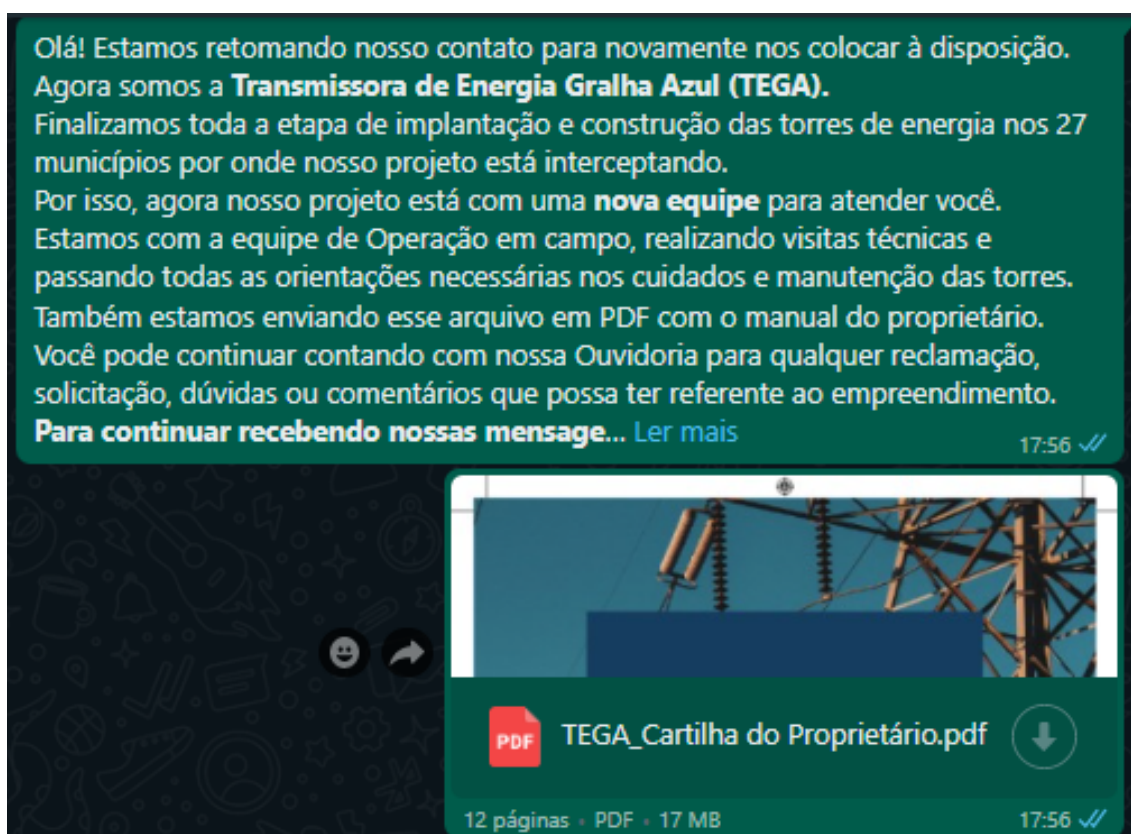 Olá! Estamos retomando nosso contato para novamente nos colocar à disposição.
Agora somos a Transmissora de Energia Gralha Azul (TEGA).
Finalizamos toda a etapa de implantação e construção das torres de energia nos 27
municípios por onde nosso projeto está interceptando.
Por isso, agora nosso projeto está com uma nova equipe para atender você.
Estamos com a equipe de Operação em campo, realizando visitas técnicas e
passando todas as orientações necessárias nos cuidados e manutenção das torres.
Também estamos enviando esse arquivo em PDF com o manual do proprietário.
Você pode continuar contando com nossa Ouvidoria para qualquer reclamação,
solicitação, dúvidas ou comentários que possa ter referente ao empreendimento.
Para continuar recebendo nossas mensage... Ler mais
17:56
PDF
TEGA_Cartilha do Proprietário.pdf
12 páginas • PDF • 17 MB
17:56